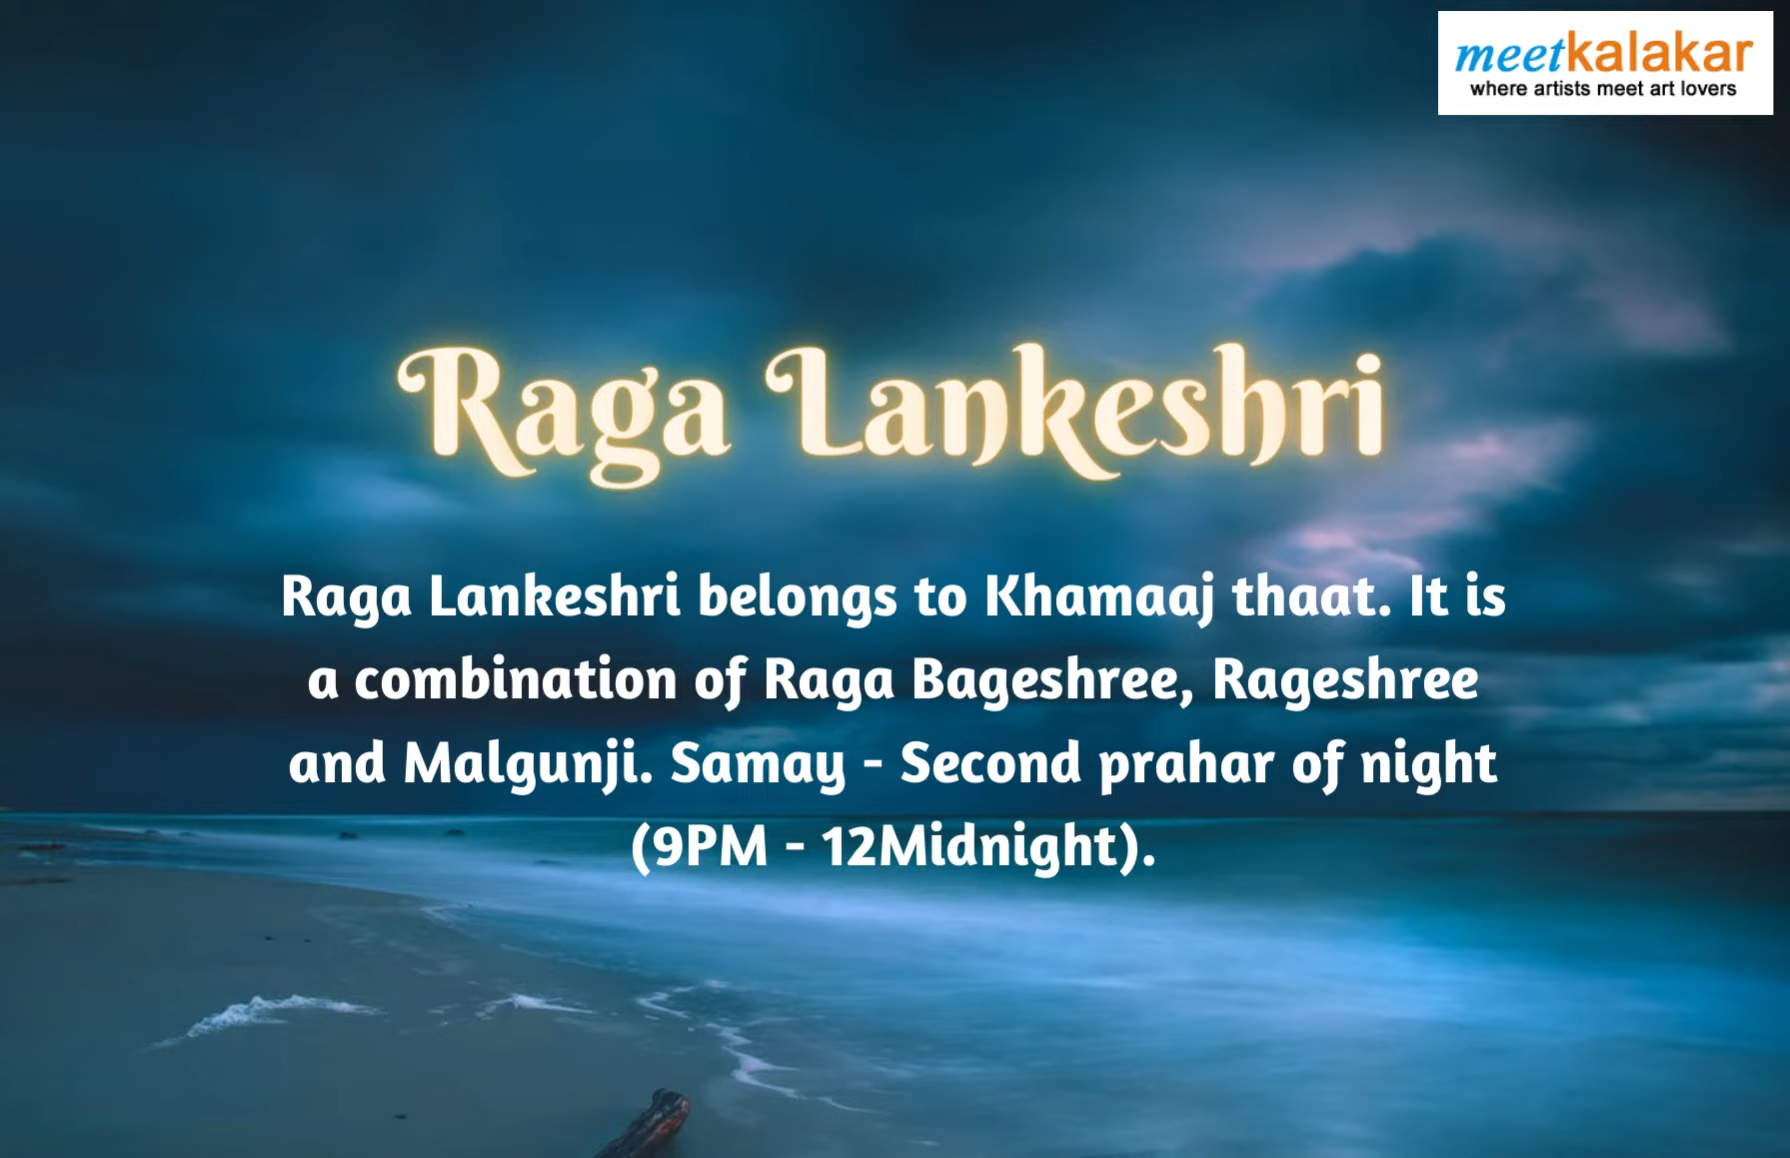 meetkalakar
where artists meet art lovers
Raga Lankeshri
Raga Lankeshri belongs to Khamaaj thaat. It is
a combination of Raga Bageshree, Rageshree
and Malgunji. Samay - Second prahar of night
(9PM - 12Midnight).